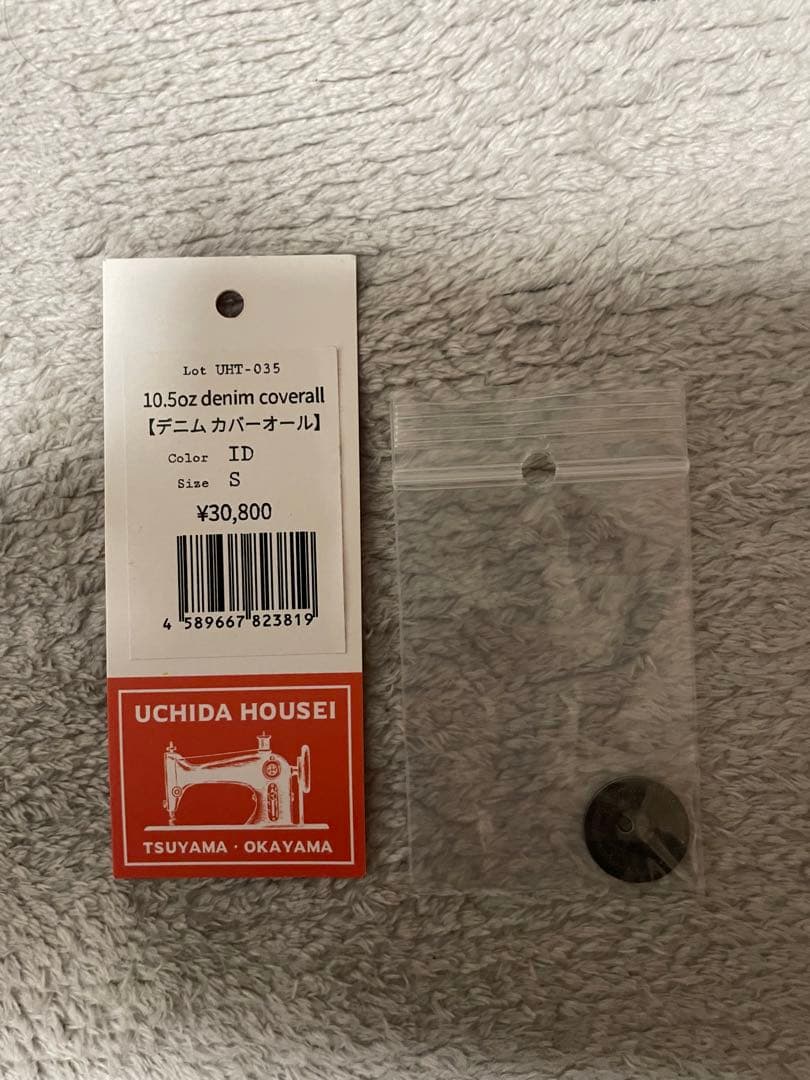 Lot UHT-035
10.5oz denim coverall
【デニム カバーオール】
Color ID
Size S
¥30,800
4 589667 823819
UCHIDA HOUSEI
TSUYAMA · OKAYAMA